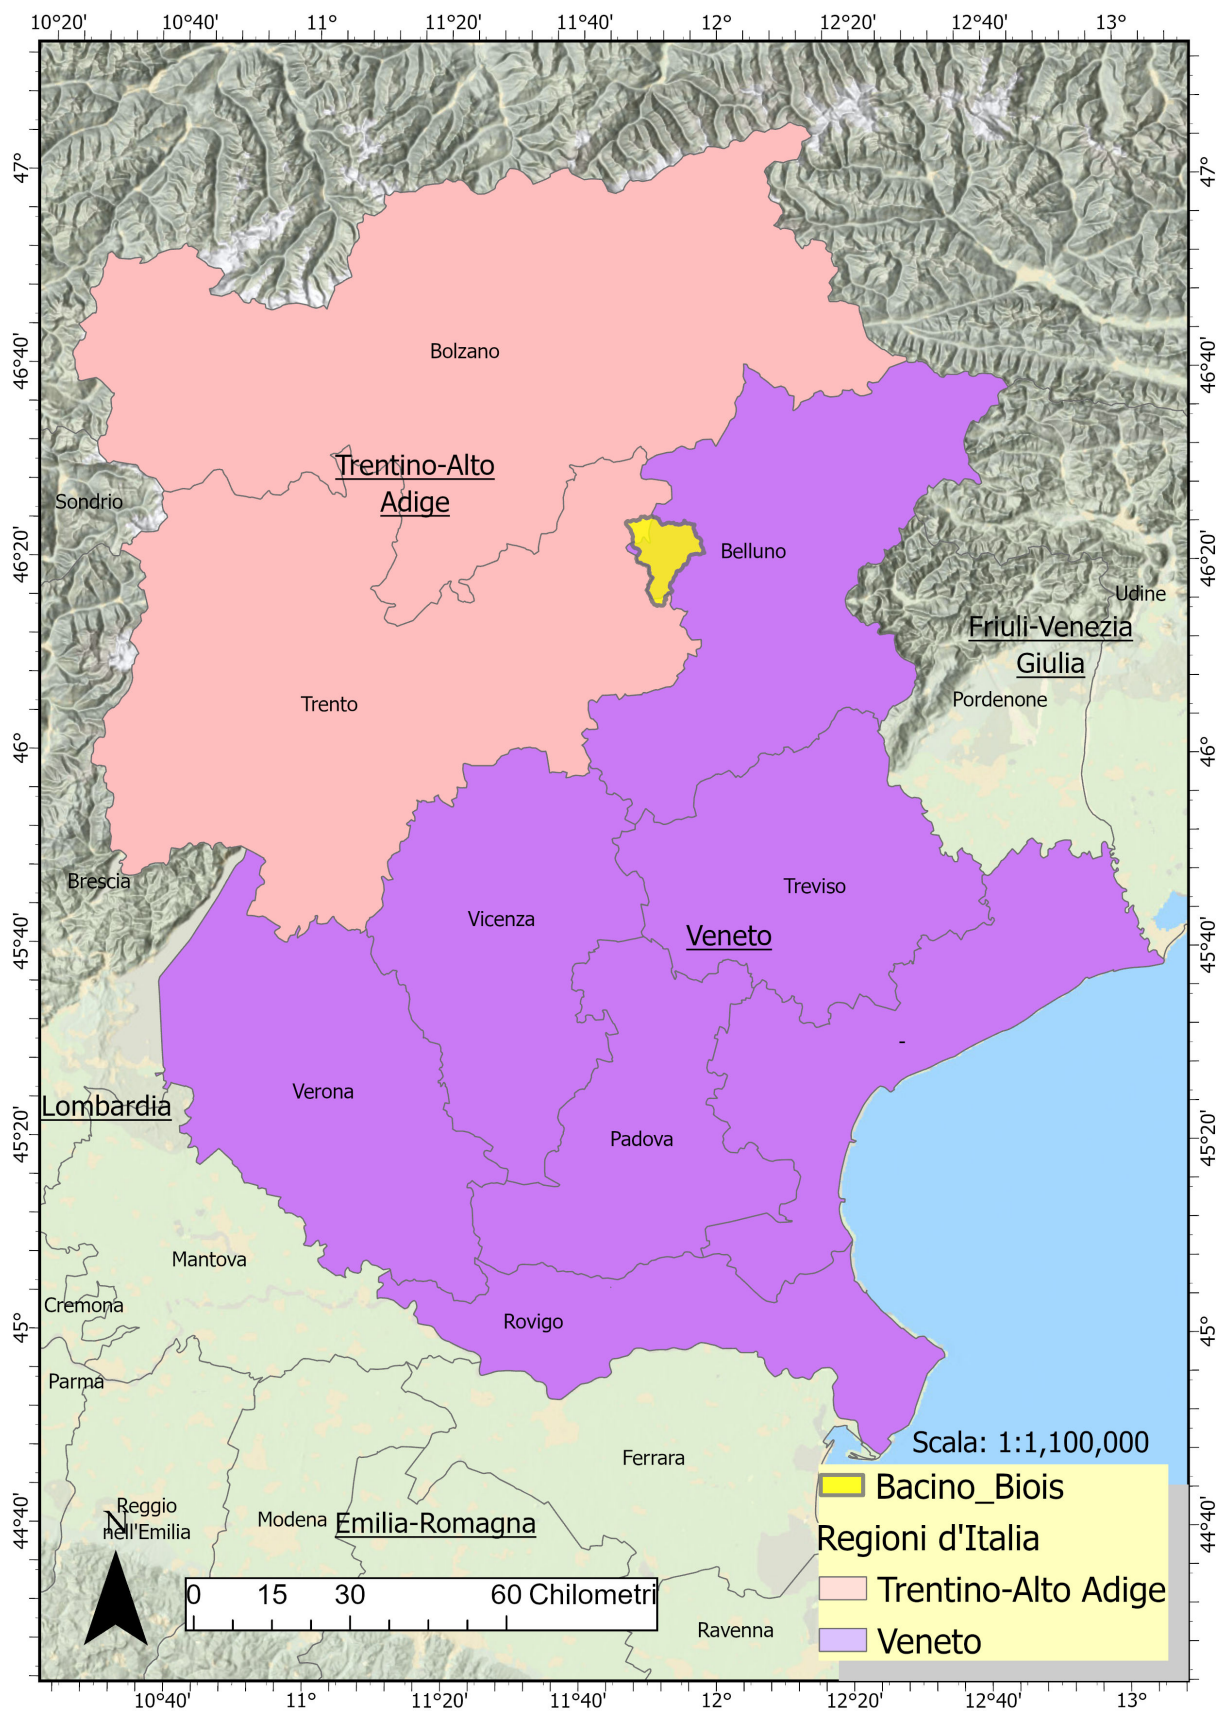 10°20' 10°40' 11° 11°20' 11°40' 12° 12°20' 12°40' 13°
47° 47°
46°40' 46°40'
46°20' 46°20'
46° 46°
45°40' 45°40'
45°20' 45°20'
45° 45°
44°40' 44°40'
Bolzano
Trentino-Alto
Adige
Sondrio
Belluno
Udine
Friuli-Venezia
Giulia
Trento
Pordenone
Brescia
Treviso
Vicenza
Veneto
Verona
Lombardia
Padova
Mantova
Cremona
Rovigo
Parma
Ferrara
Reggio
nell'Emilia
Modena
Emilia-Romagna
Ravenna
N
0 15 30 60 Chilometri
Scala: 1:1,100,000
Bacino_Biois
Regioni d'Italia
Trentino-Alto Adige
Veneto
10°40' 11° 11°20' 11°40' 12° 12°20' 12°40' 13°